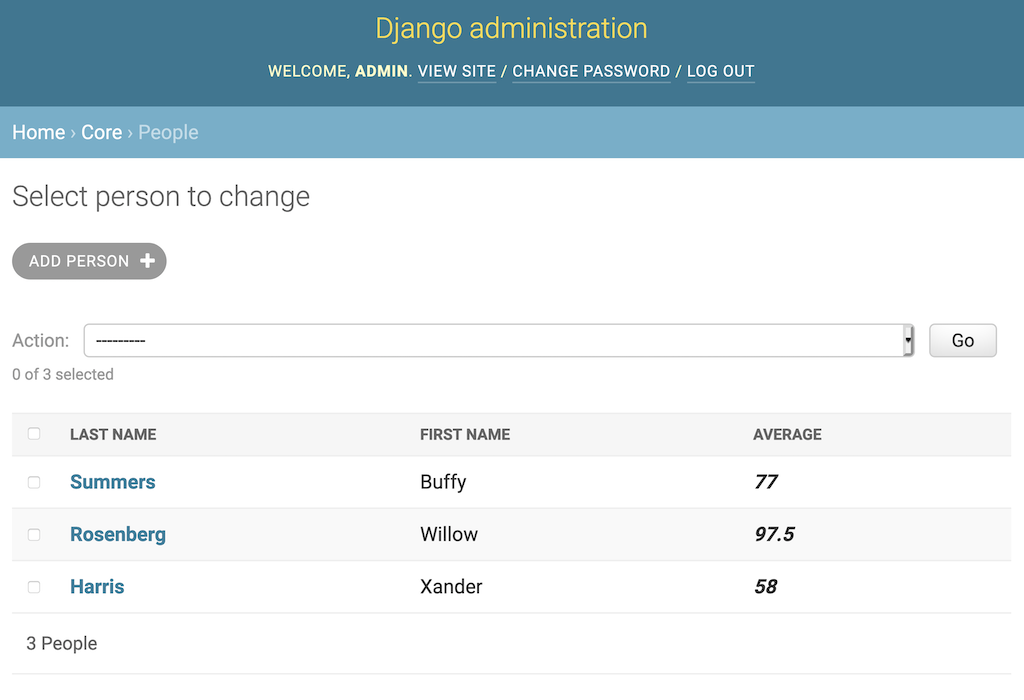 Django administration
WELCOME, ADMIN. VIEW SITE / CHANGE PASSWORD / LOG OUT
Home › Core › People
Select person to change
ADD PERSON +
Action: --------- Go
0 of 3 selected
LAST NAME FIRST NAME AVERAGE
Summers Buffy 77
Rosenberg Willow 97.5
Harris Xander 58
3 People